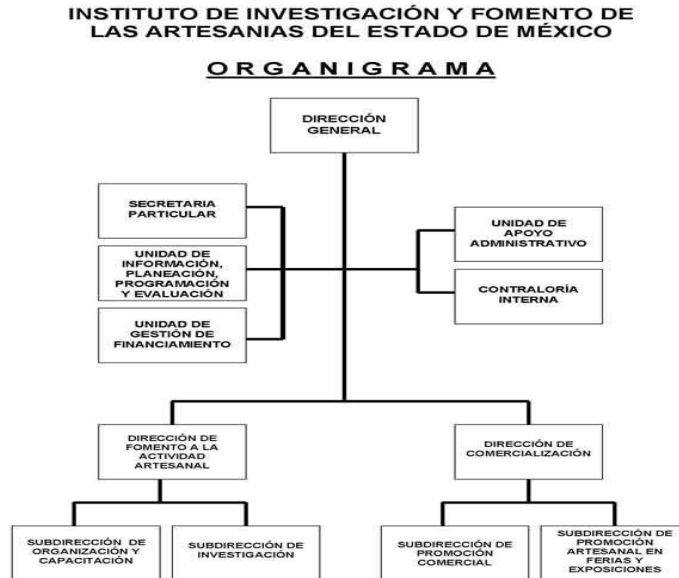 INSTITUTO DE INVESTIGACIÓN Y FOMENTO DE
LAS ARTESANIAS DEL ESTADO DE MÉXICO
ORGANIGRAMA
DIRECCIÓN
GENERAL
SECRETARIA
PARTICULAR
UNIDAD DE
INFORMACIÓN,
PLANEACIÓN,
PROGRAMACIÓN
Y EVALUACIÓN
UNIDAD DE
GESTIÓN DE
FINANCIAMIENTO
UNIDAD DE
APOYO
ADMINISTRATIVO
CONTRALORÍA
INTERNA
DIRECCIÓN DE
FOMENTO A LA
ACTIVIDAD
ARTESANAL
DIRECCIÓN DE
COMERCIALIZACIÓN
SUBDIRECCIÓN DE
ORGANIZACIÓN Y
CAPACITACIÓN
SUBDIRECCIÓN DE
INVESTIGACIÓN
SUBDIRECCIÓN DE
PROMOCIÓN
COMERCIAL
SUBDIRECCIÓN DE
PROMOCIÓN
ARTESANAL EN
FERIAS Y
EXPOSICIONES